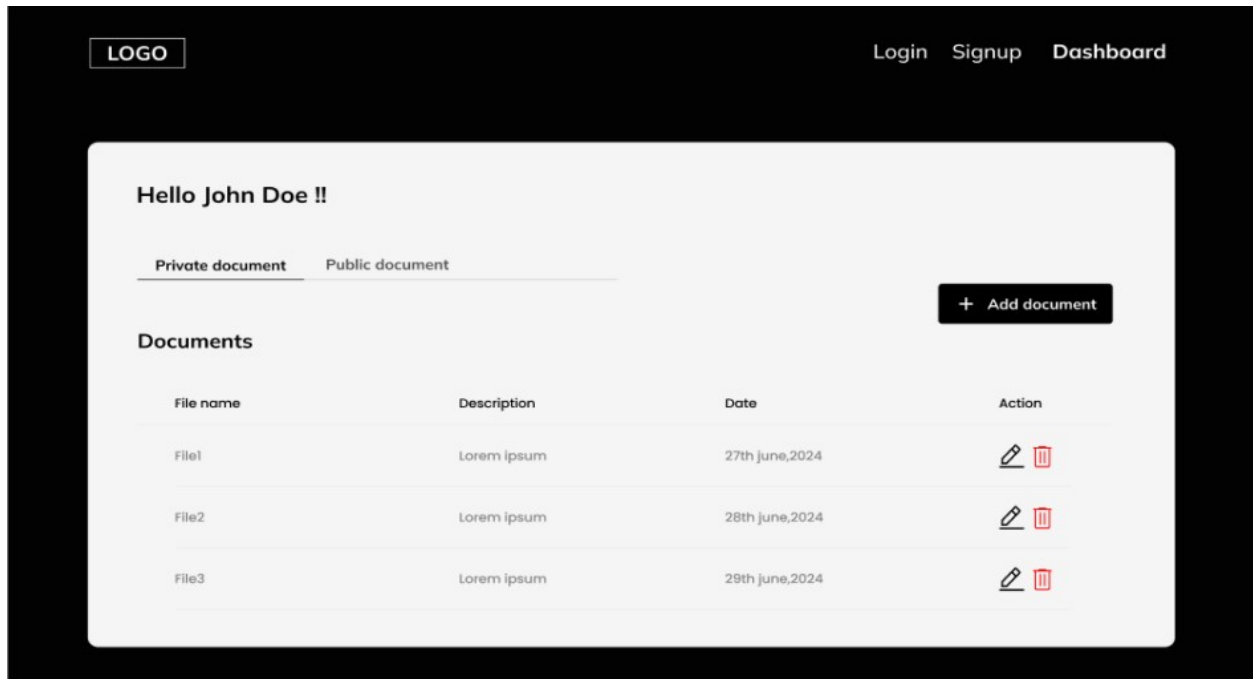 LOGO
Login Signup Dashboard
Hello John Doe !!
Private document Public document
+ Add document
Documents
File name Description Date Action
File1 Lorem ipsum 27th june,2024
File2 Lorem ipsum 28th june,2024
File3 Lorem ipsum 29th june,2024